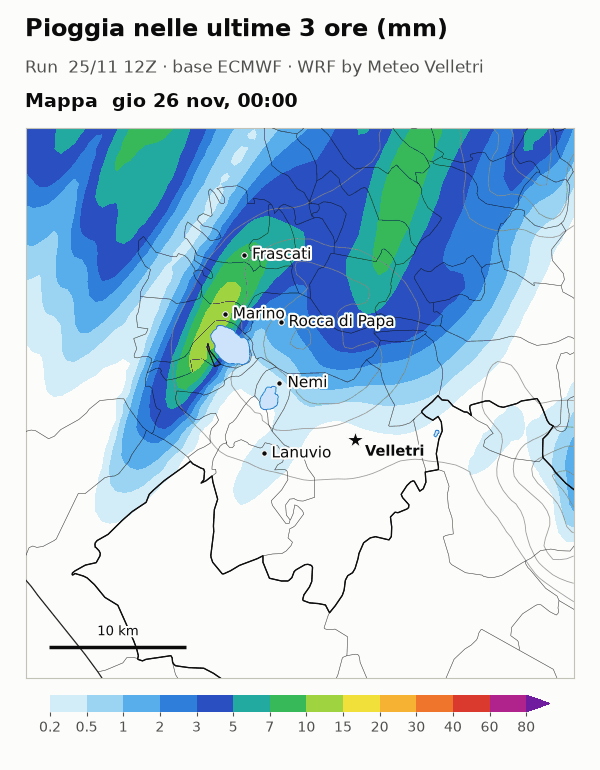 Pioggia nelle ultime 3 ore (mm)
Run  25/11 12Z · base ECMWF · WRF by Meteo Velletri
Mappa  gio 26 nov, 00:00
Frascati
Marino
Rocca di Papa
Nemi
Velletri
Lanuvio
10 km
0.2 0.5 1 2 3 5 7 10 15 20 30 40 60 80